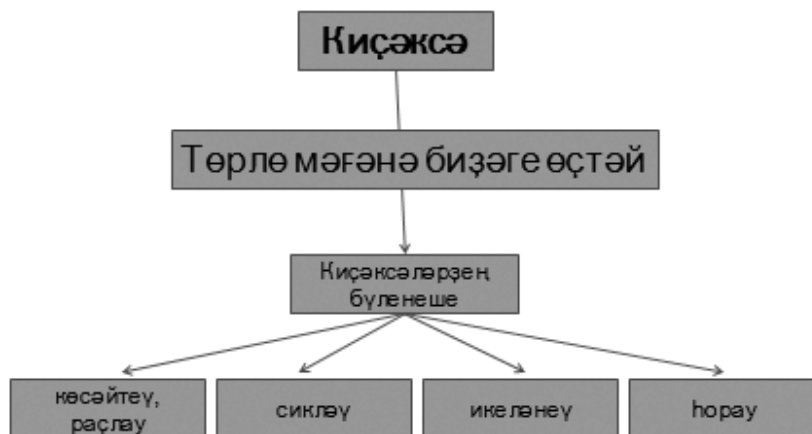 Киҫәксә
Төрлө мәғәнә биҙәге өҫтәй
Киҫәксәләрҙең
бүленеше
көсәйтеү,
раҫлау
сикләү
икеләнеү
һорау